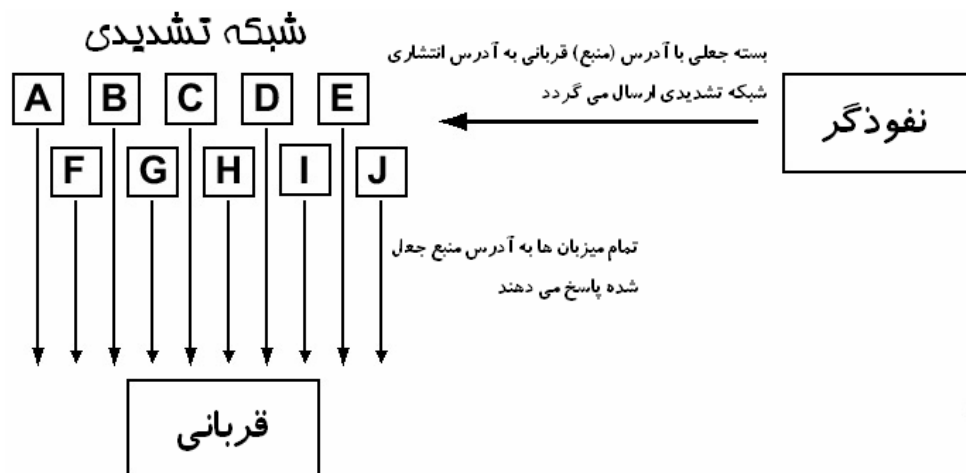 شبکه تشدیدی
بسته جعلی با آدرس (منبع) قربانی به آدرس انتشاری
شبکه تشدیدی ارسال می گردد
نفوذگر
A B C D E
F G H I J
تمام میزبان ها به آدرس منبع جعل
شده پاسخ می دهند
قربانی